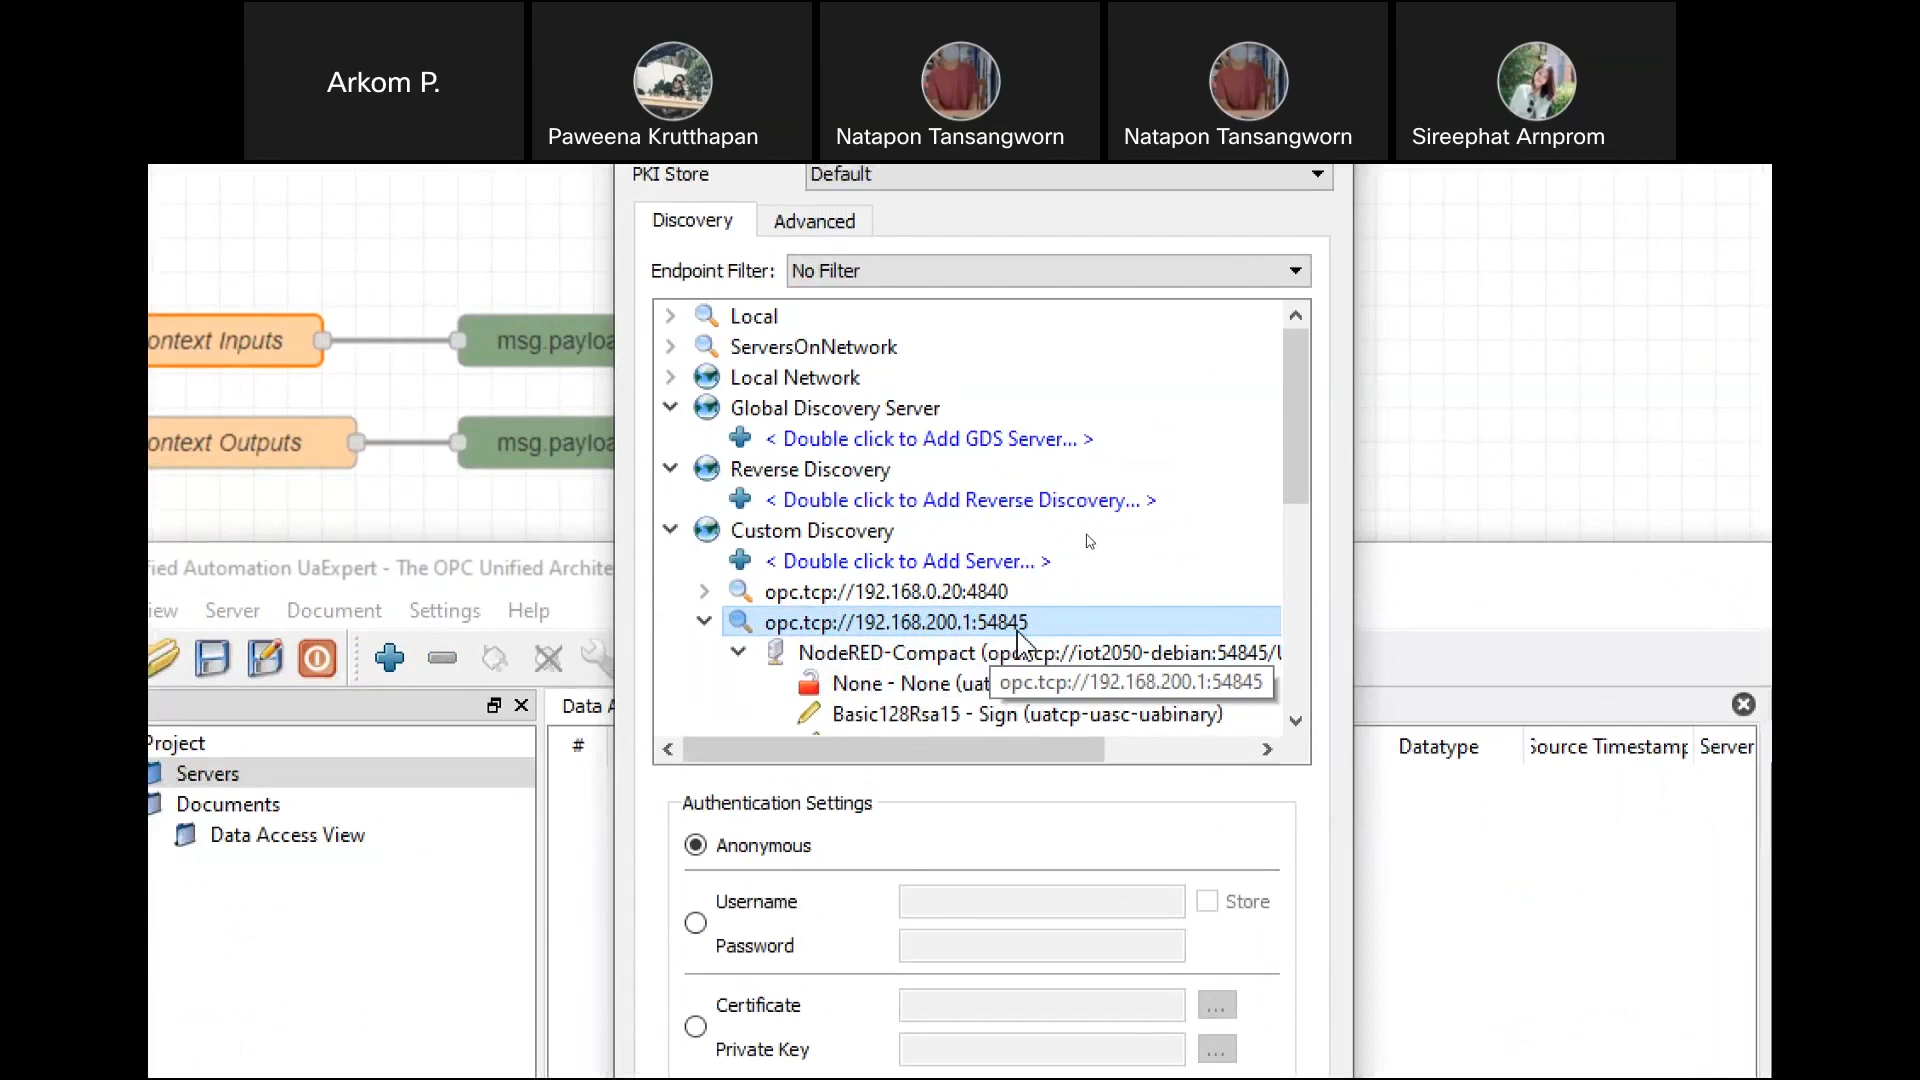 Arkom P.
Paweena Krutthapan
Natapon Tansangworn
Natapon Tansangworn
Sireephat Arnprom
PKI Store
Default
Discovery
Advanced
Endpoint Filter:
No Filter
Local
ServersOnNetwork
Local Network
Global Discovery Server
< Double click to Add GDS Server... >
Reverse Discovery
< Double click to Add Reverse Discovery... >
Custom Discovery
< Double click to Add Server... >
opc.tcp://192.168.0.20:4840
opc.tcp://192.168.200.1:54845
NodeRED-Compact (opc.tcp://iot2050-debian:54845/U
None - None (uat
opc.tcp://192.168.200.1:54845
Basic128Rsa15 - Sign (uatcp-uasc-uabinary)
Authentication Settings
Anonymous
Username
Store
Password
Certificate
...
Private Key
...
ontext Inputs
msg.payloa
ontext Outputs
msg.payloa
fied Automation UaExpert - The OPC Unified Archite
iew Server Document Settings Help
Project
Servers
Documents
Data Access View
Data A
#
Datatype
Source Timestamp
Server